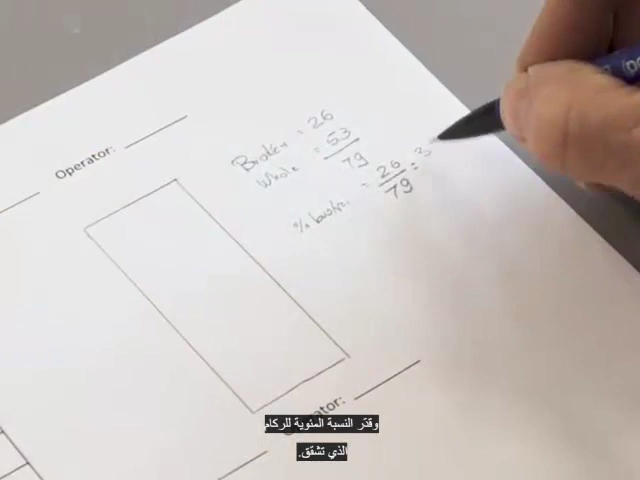 Operator:
Broken = 26
Whole = 53
79
% broken = 26/79 = 3
Operator:
وقدّر النسبة المئوية للركام
الذي تشقق.